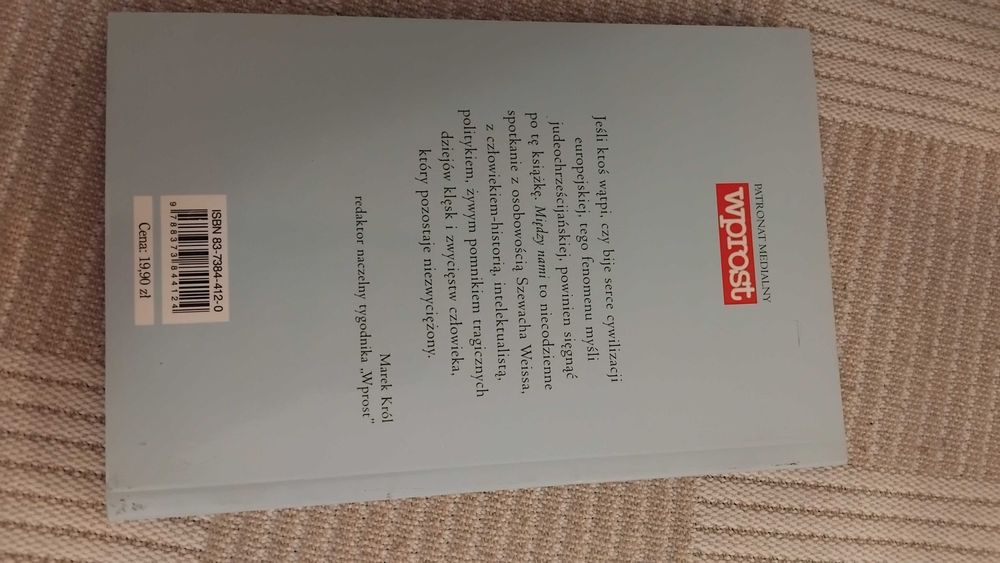 PATRONAT MEDIALNY
wprost
Jeśli ktoś wątpi, czy bije serce cywilizacji
europejskiej, tego fenomenu myśli
judeochrześcijańskiej, powinien sięgnąć
po tę książkę. Między nami to niecodzienne
spotkanie z osobowością Szewacha Weissa,
z człowiekiem-historią, intelektualistą,
politykiem, żywym pomnikiem tragicznych
dziejów klęsk i zwycięstw człowieka,
który pozostaje niezwyciężony.
Marek Król
redaktor naczelny tygodnika „Wprost”
ISBN 83-7384-412-0
9788373844124
Cena: 19,90 zł